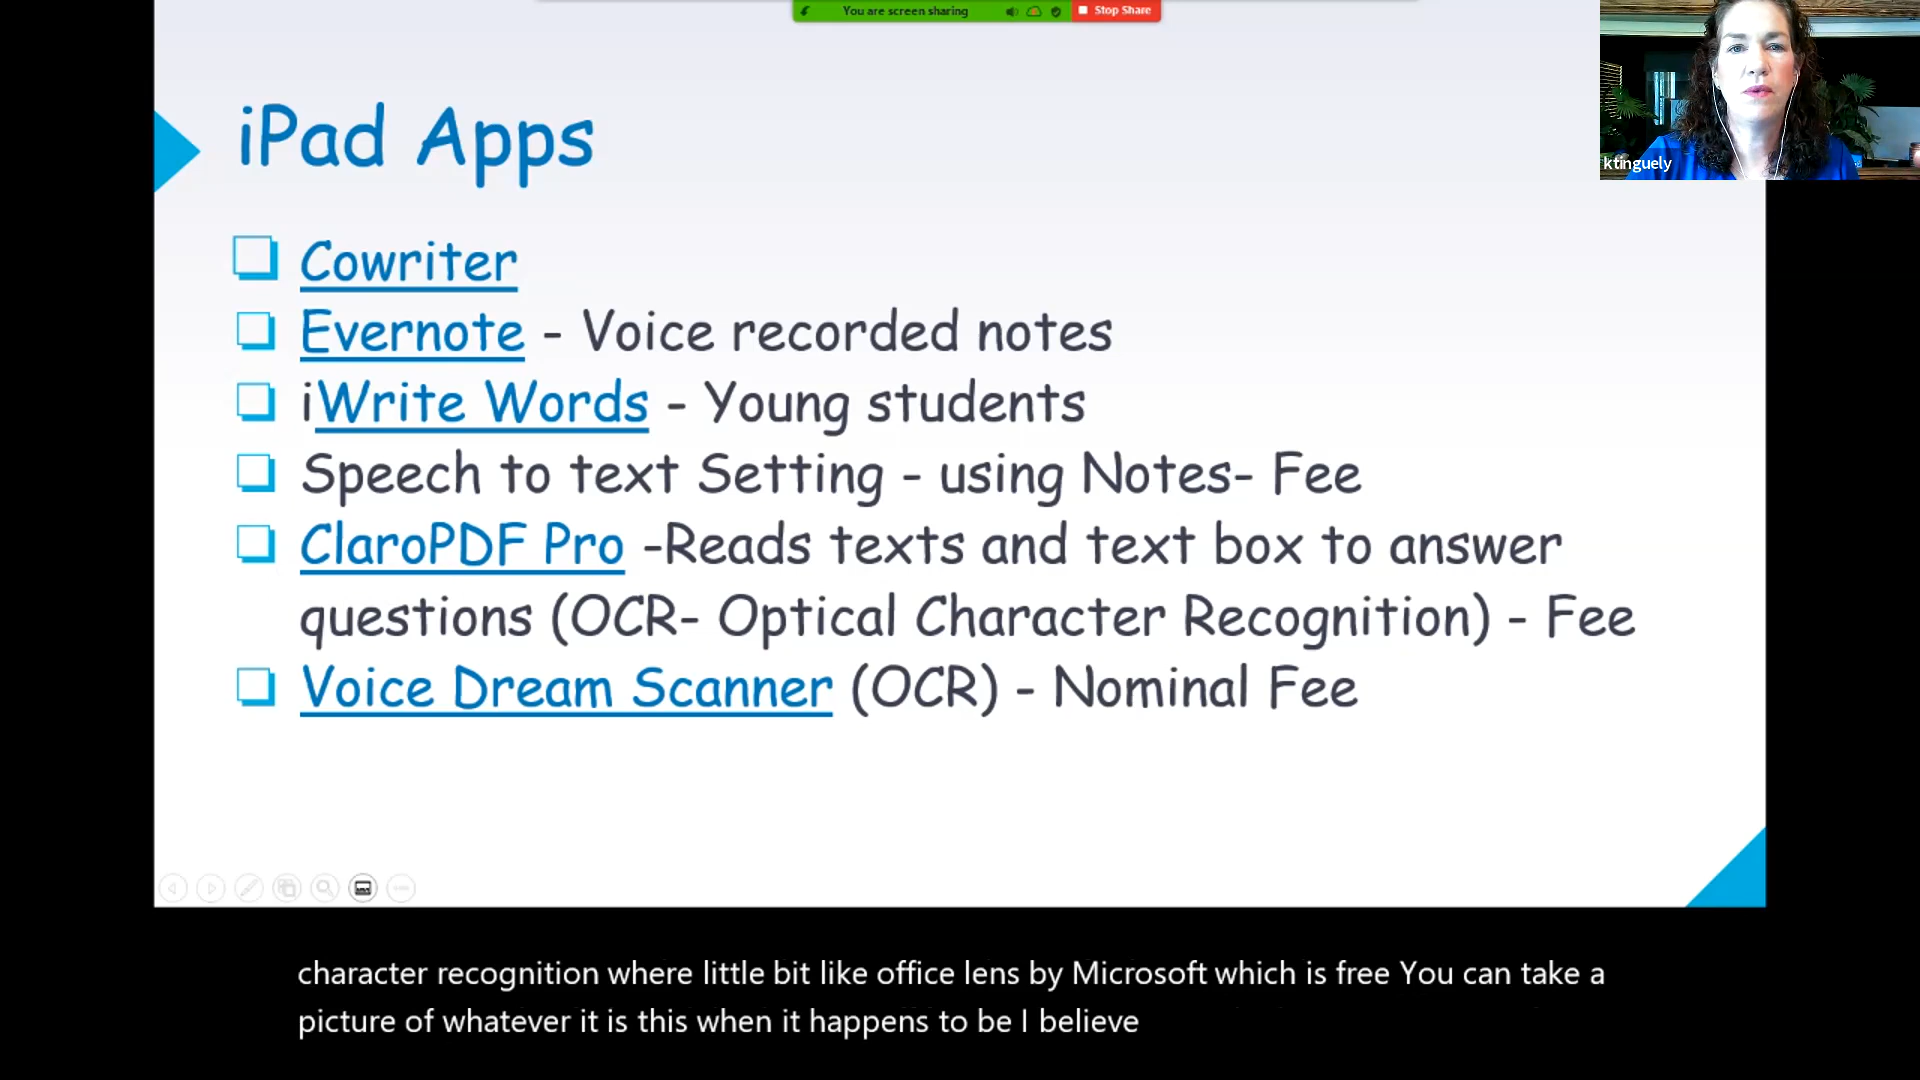 You are screen sharing
Stop Share
ktinguely
iPad Apps
Cowriter
Evernote - Voice recorded notes
iWrite Words - Young students
Speech to text Setting - using Notes- Fee
ClaroPDF Pro -Reads texts and text box to answer
questions (OCR- Optical Character Recognition) - Fee
Voice Dream Scanner (OCR) - Nominal Fee
character recognition where little bit like office lens by Microsoft which is free You can take a
picture of whatever it is this when it happens to be I believe